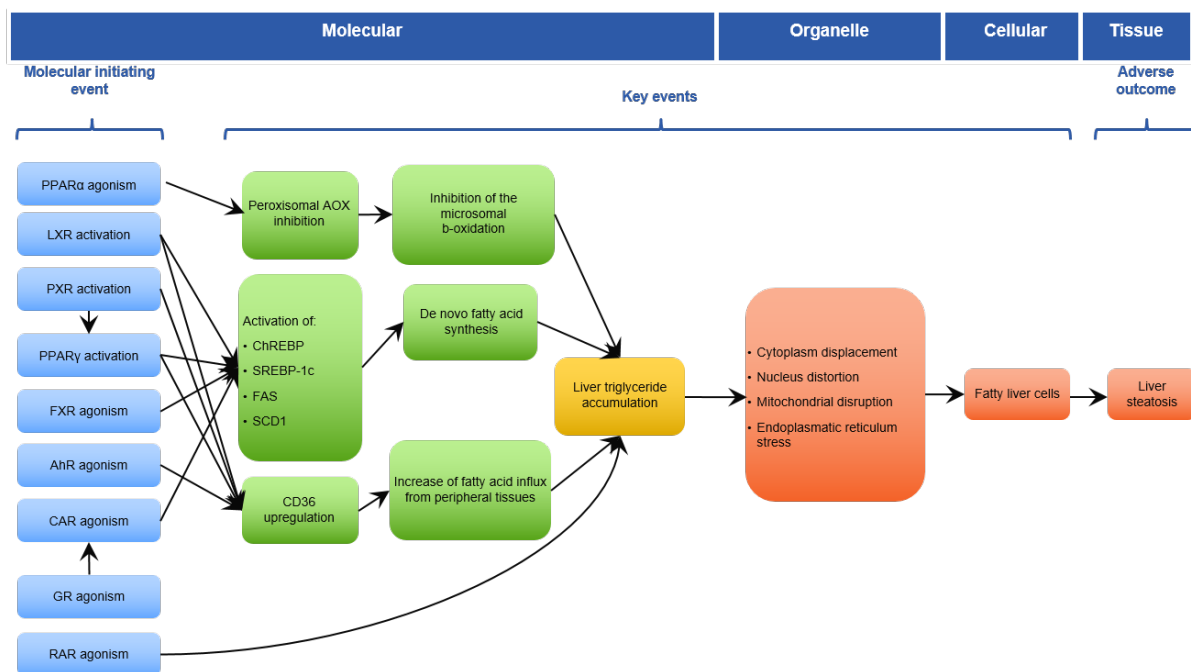 Molecular
Organelle
Cellular
Tissue
Molecular initiating
event
Key events
Adverse
outcome
PPARα agonism
LXR activation
PXR activation
PPARγ activation
FXR agonism
AhR agonism
CAR agonism
GR agonism
RAR agonism
Peroxisomal AOX
inhibition
Inhibition of the
microsomal
b-oxidation
Activation of:
• ChREBP
• SREBP-1c
• FAS
• SCD1
De novo fatty acid
synthesis
CD36
upregulation
Increase of fatty acid influx
from peripheral tissues
Liver triglyceride
accumulation
• Cytoplasm displacement
• Nucleus distortion
• Mitochondrial disruption
• Endoplasmatic reticulum
stress
Fatty liver cells
Liver
steatosis